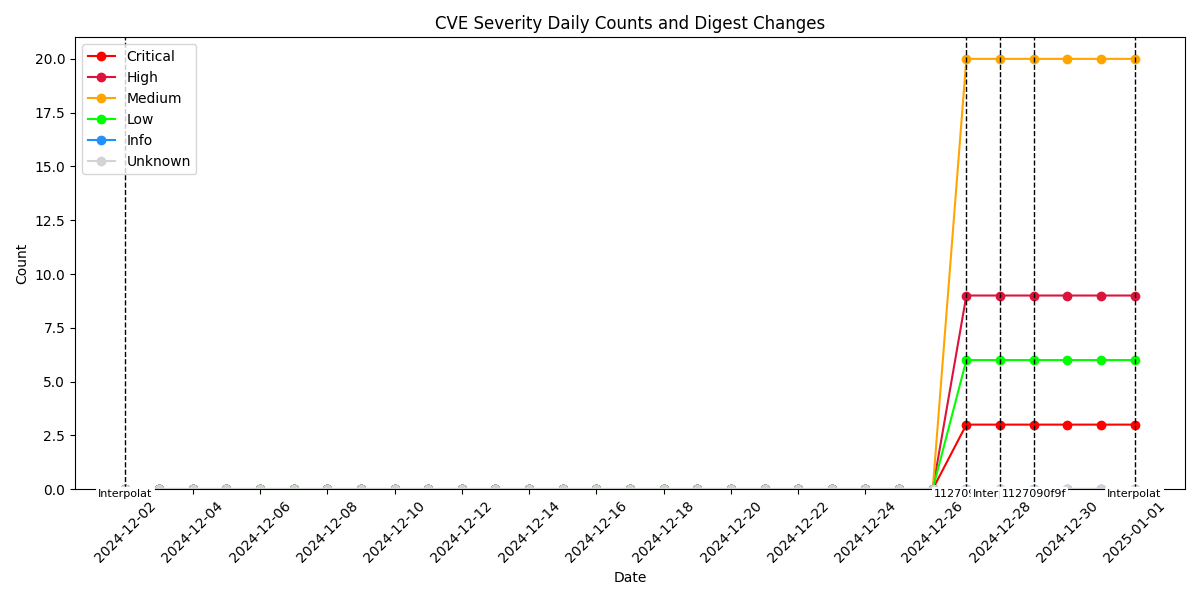 CVE Severity Daily Counts and Digest Changes
Critical
High
Medium
Low
Info
Unknown
20.0
17.5
15.0
12.5
10.0
7.5
5.0
2.5
0.0
Count
Interpolat
11270
Inter
1127090f9f
Interpolat
2024-12-02
2024-12-04
2024-12-06
2024-12-08
2024-12-10
2024-12-12
2024-12-14
2024-12-16
2024-12-18
2024-12-20
2024-12-22
2024-12-24
2024-12-26
2024-12-28
2024-12-30
2025-01-01
Date